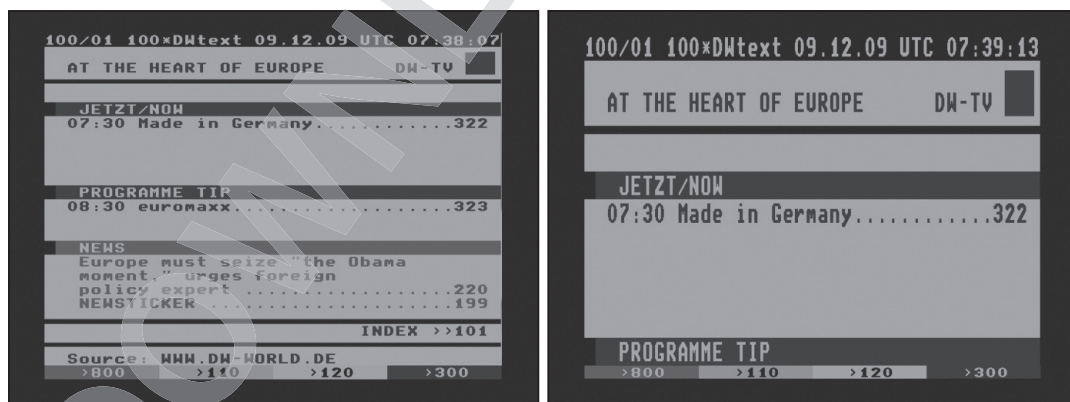 100/01 100*DWtext 09.12.09 UTC 07:38:07
AT THE HEART OF EUROPE DW-TV
JETZT/NOW
07:30 Made in Germany............322
PROGRAMME TIP
08:30 euromaxx...................323
NEWS
Europe must seize "the Obama
moment," urges foreign
policy expert ..................220
NEWSTICKER .....................199
INDEX >>101
Source: WWW.DW-WORLD.DE
>800 >110 >120 >300
100/01 100*DWtext 09.12.09 UTC 07:39:13
AT THE HEART OF EUROPE DW-TV
JETZT/NOW
07:30 Made in Germany............322
PROGRAMME TIP
>800 >110 >120 >300